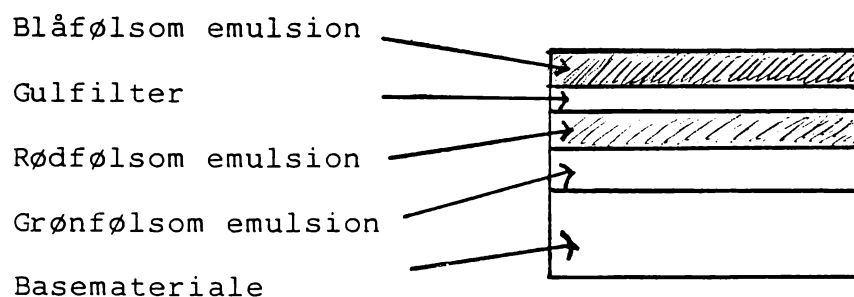 Blåfølsom emulsion
Gulfilter
Rødfølsom emulsion
Grønfølsom emulsion
Basemateriale